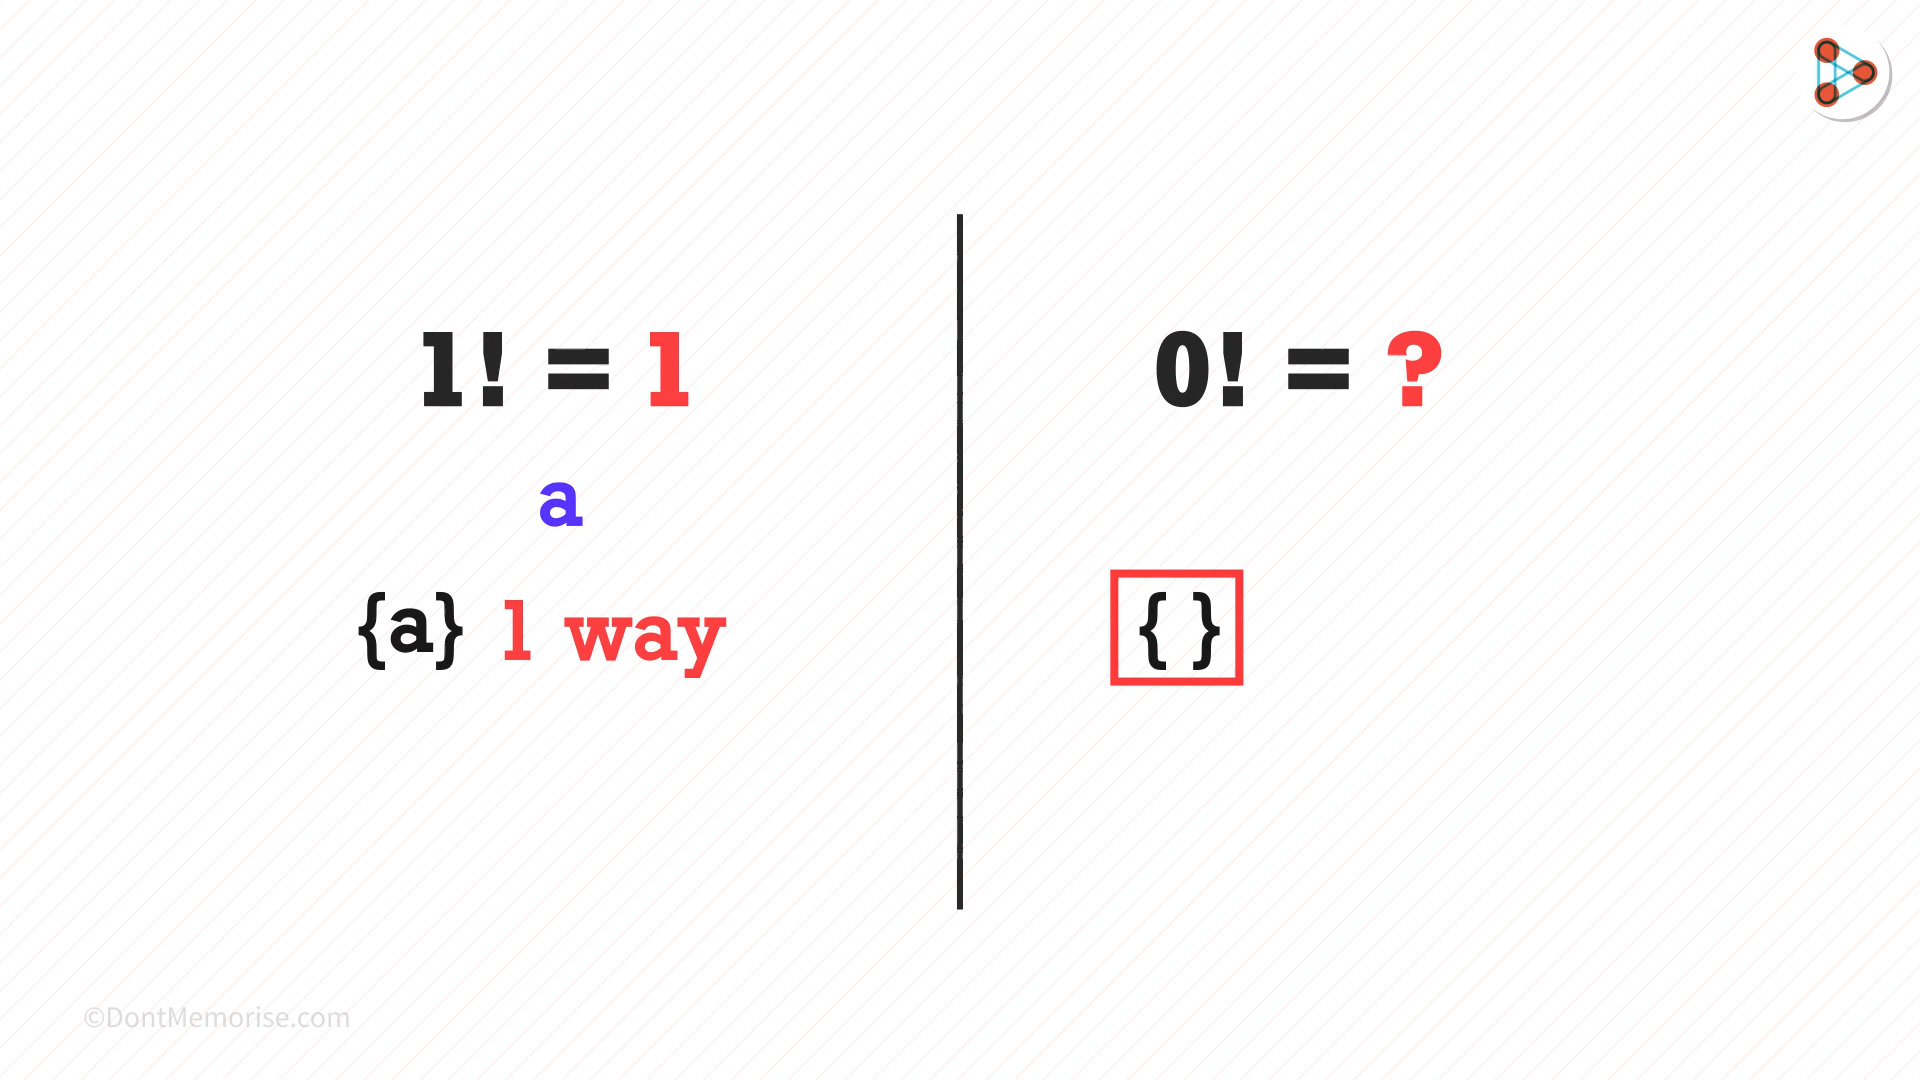 1! = 1
a
{a} 1 way
0! = ?
{ }
©DontMemorise.com